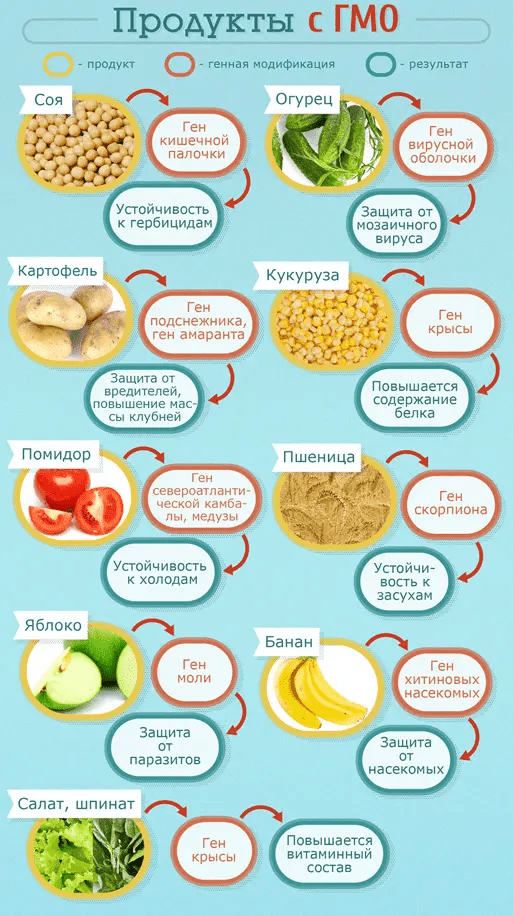 Продукты с ГМО
- продукт
- генная модификация
- результат
Соя
Ген
кишечной
палочки
Устойчивость
к гербицидам
Огурец
Ген
вирусной
оболочки
Защита от
мозаичного
вируса
Картофель
Ген
подснежника,
ген амаранта
Защита от
вредителей,
повышение мас-
сы клубней
Кукуруза
Ген
крысы
Повышается
содержание
белка
Помидор
Ген
североатланти-
ческой камба-
лы, медузы
Устойчивость
к холодам
Пшеница
Ген
скорпиона
Устойчи-
вость к
засухам
Яблоко
Ген
моли
Защита
от
паразитов
Банан
Ген
хитиновых
насекомых
Защита
от
насекомых
Салат, шпинат
Ген
крысы
Повышается
витаминный
состав